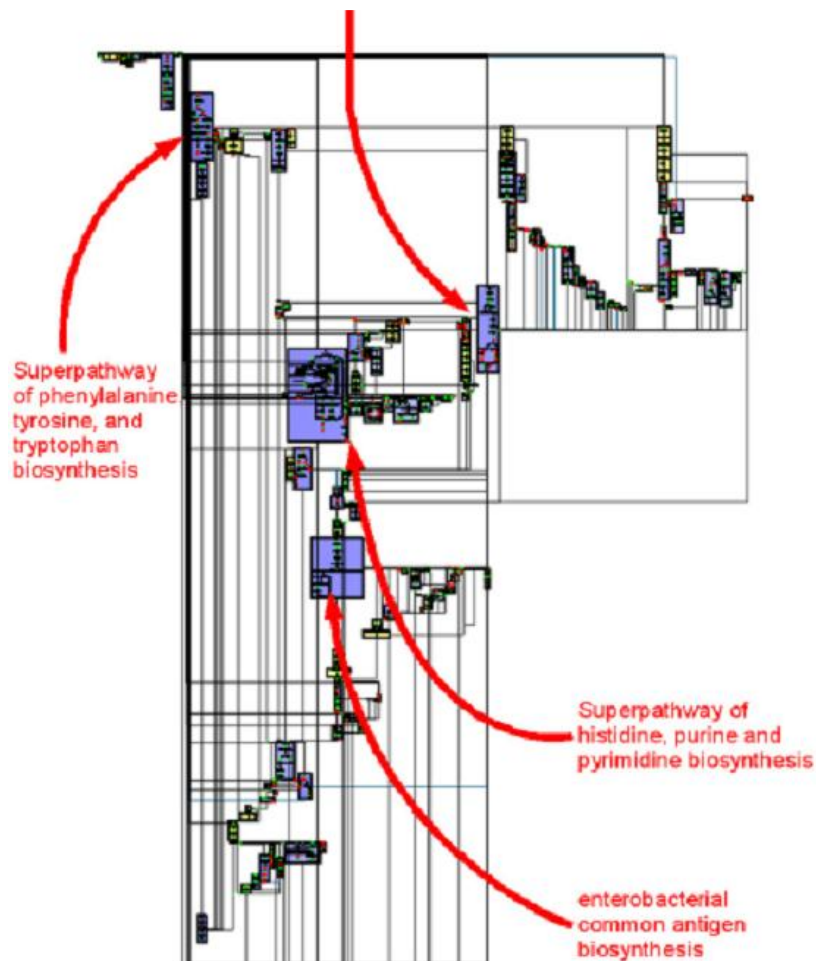 Superpathway
of phenylalanine,
tyrosine, and
tryptophan
biosynthesis
Superpathway of
histidine, purine and
pyrimidine biosynthesis
enterobacterial
common antigen
biosynthesis